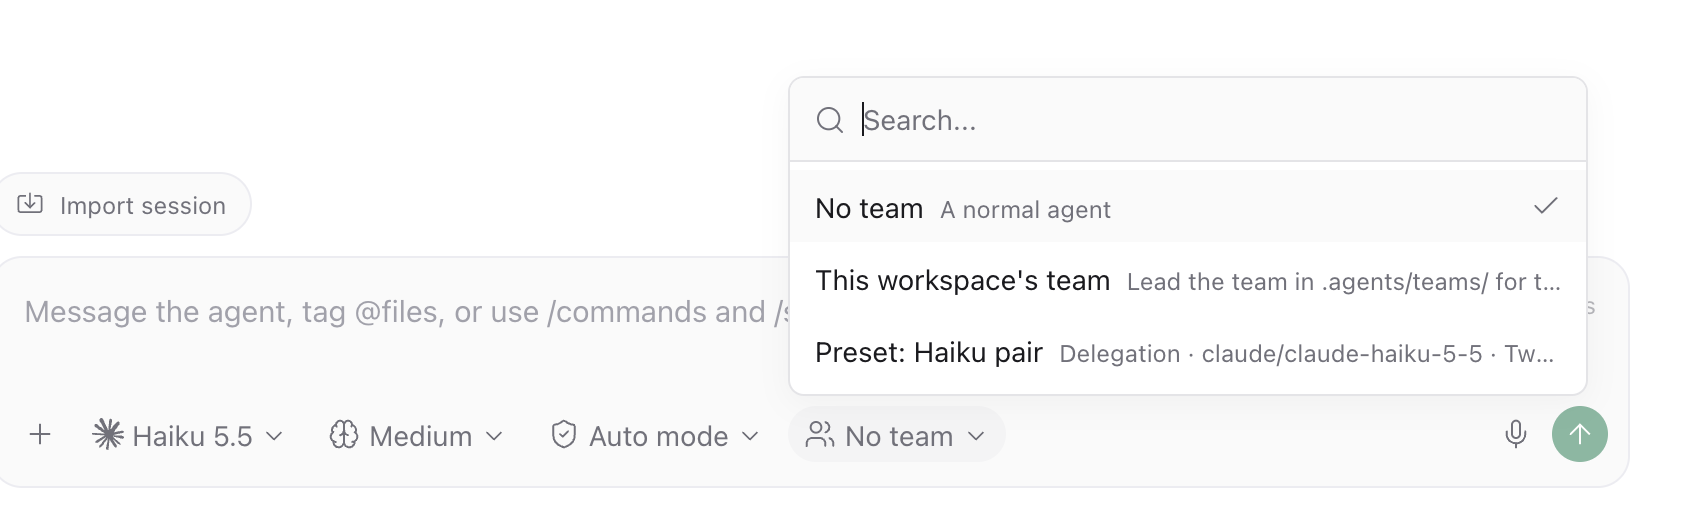 Search...
No team A normal agent
Import session
This workspace's team Lead the team in .agents/teams/ for t...
Message the agent, tag @files, or use /commands and /s
Preset: Haiku pair Delegation · claude/claude-haiku-5-5 · Tw...
Haiku 5.5 Medium Auto mode No team